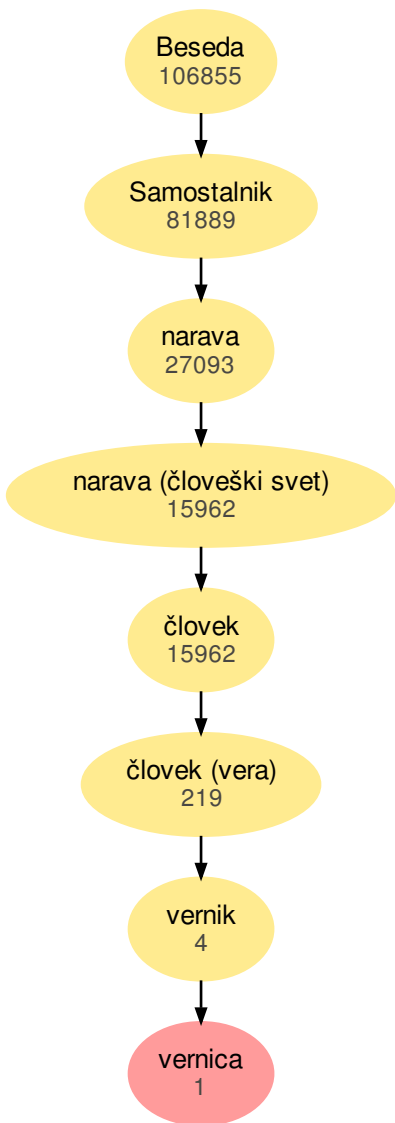 Beseda
106855
Samostalnik
81889
narava
27093
narava (človeški svet)
15962
človek
15962
človek (vera)
219
vernik
4
vernica
1